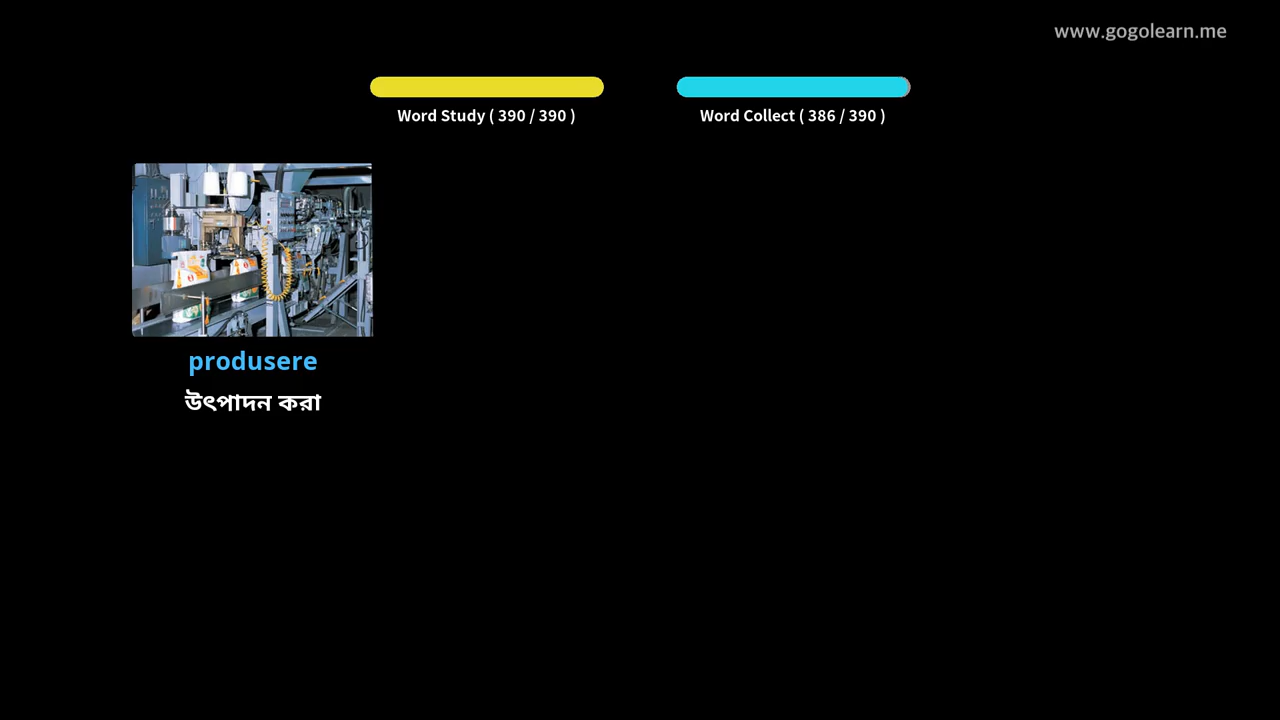 www.gogolearn.me
Word Study ( 390 / 390 )
Word Collect ( 386 / 390 )
produsere
উৎপাদন করা